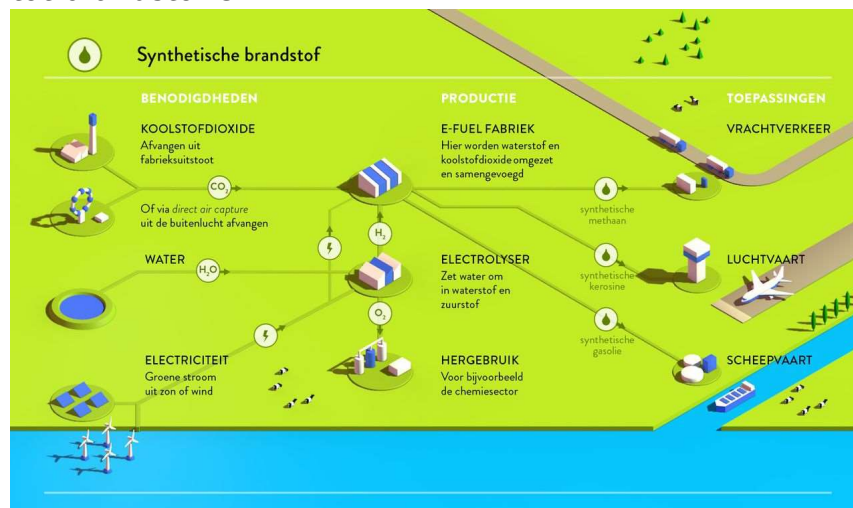 Synthetische brandstof
BENODIGDHEDEN
KOOLSTOFDIOXIDE
Afvangen uit
fabrieksuitstoot
CO2
Of via direct air capture
uit de buitenlucht afvangen
WATER
H2O
ELECTRICITEIT
Groene stroom
uit zon of wind
H2
O2
PRODUCTIE
E-FUEL FABRIEK
Hier worden waterstof en
koolstofdioxide omgezet
en samengevoegd
ELECTROLYSER
Zet water om
in waterstof en
zuurstof
HERGEBRUIK
Voor bijvoorbeeld
de chemiesector
synthetische
methaan
synthetische
kerosine
synthetische
gasolie
TOEPASSINGEN
VRACHTVERKEER
LUCHTVAART
SCHEEPVAART